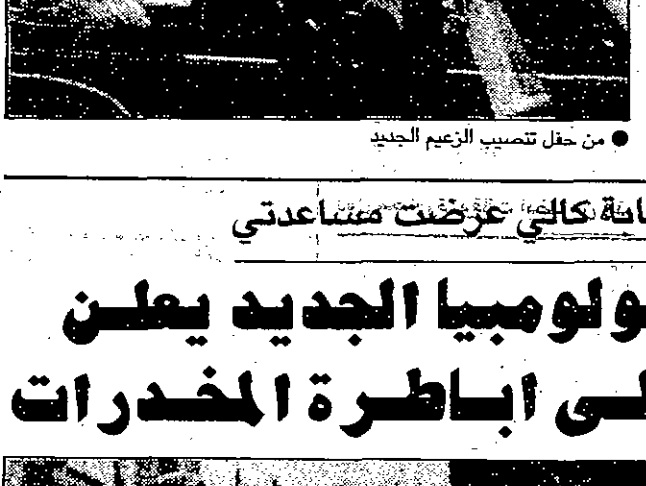 ● من حفل تنصيب الزعيم الجديد
كالي عرضت مساعدتي
ولومبيا الجديد يعلن
لى اباطرة المخدرات